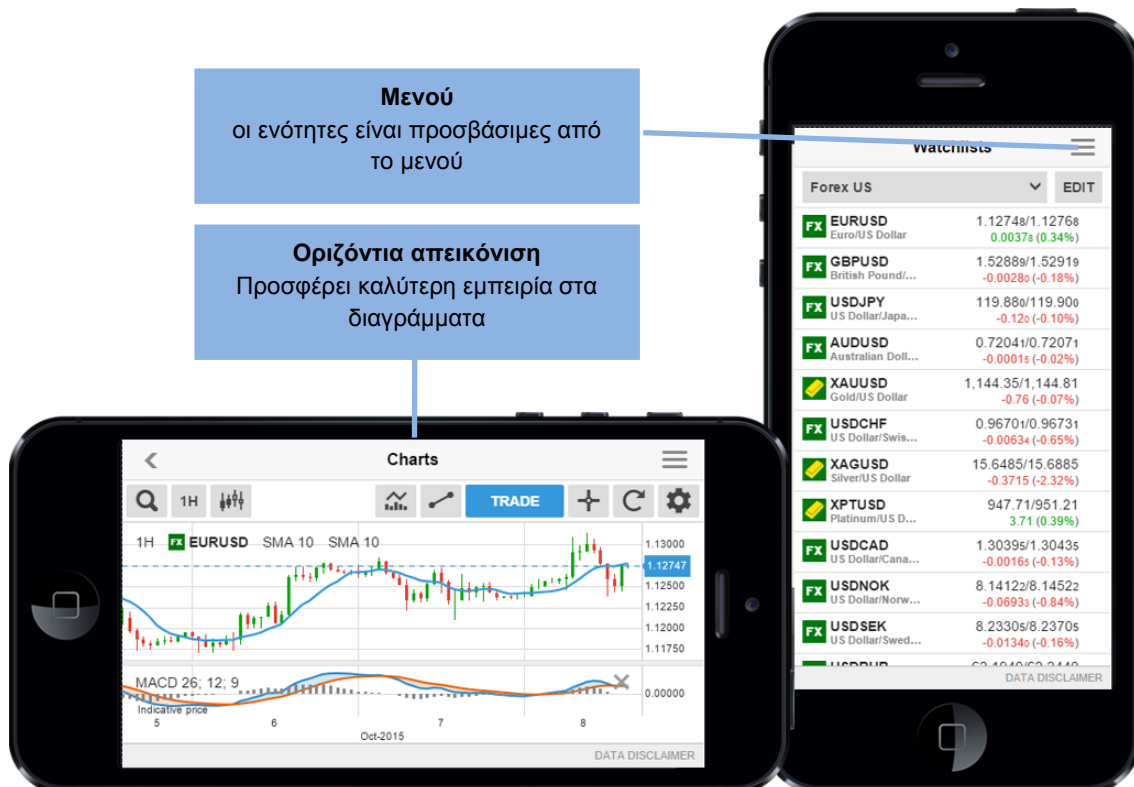 Μενού
οι ενότητες είναι προσβάσιμες από
το μενού
Οριζόντια απεικόνιση
Προσφέρει καλύτερη εμπειρία στα
διαγράμματα
Watchlists
Forex US EDIT
FX EURUSD 1.12748/1.12768
Euro/US Dollar 0.00378 (0.34%)
FX GBPUSD 1.52889/1.52919
British Pound/... -0.00280 (-0.18%)
FX USDJPY 119.880/119.900
US Dollar/Japa... -0.120 (-0.10%)
FX AUDUSD 0.72041/0.72071
Australian Doll... -0.00015 (-0.02%)
XAUUSD 1,144.35/1,144.81
Gold/US Dollar -0.76 (-0.07%)
FX USDCHF 0.96701/0.96731
US Dollar/Swis... -0.00634 (-0.65%)
XAGUSD 15.6485/15.6885
Silver/US Dollar -0.3715 (-2.32%)
XPTUSD 947.71/951.21
Platinum/US D... 3.71 (0.39%)
FX USDCAD 1.30395/1.30435
US Dollar/Cana... -0.00165 (-0.13%)
FX USDNOK 8.14122/8.14522
US Dollar/Norw... -0.06933 (-0.84%)
FX USDSEK 8.23305/8.23705
US Dollar/Swed... -0.01340 (-0.16%)
DATA DISCLAIMER
Charts
1H TRADE
1H FX EURUSD SMA 10 SMA 10
1.13000
1.12747
1.12500
1.12250
1.12000
1.11750
MACD 26; 12; 9
0.00000
Indicative price
5 6 7 8
Oct-2015
DATA DISCLAIMER